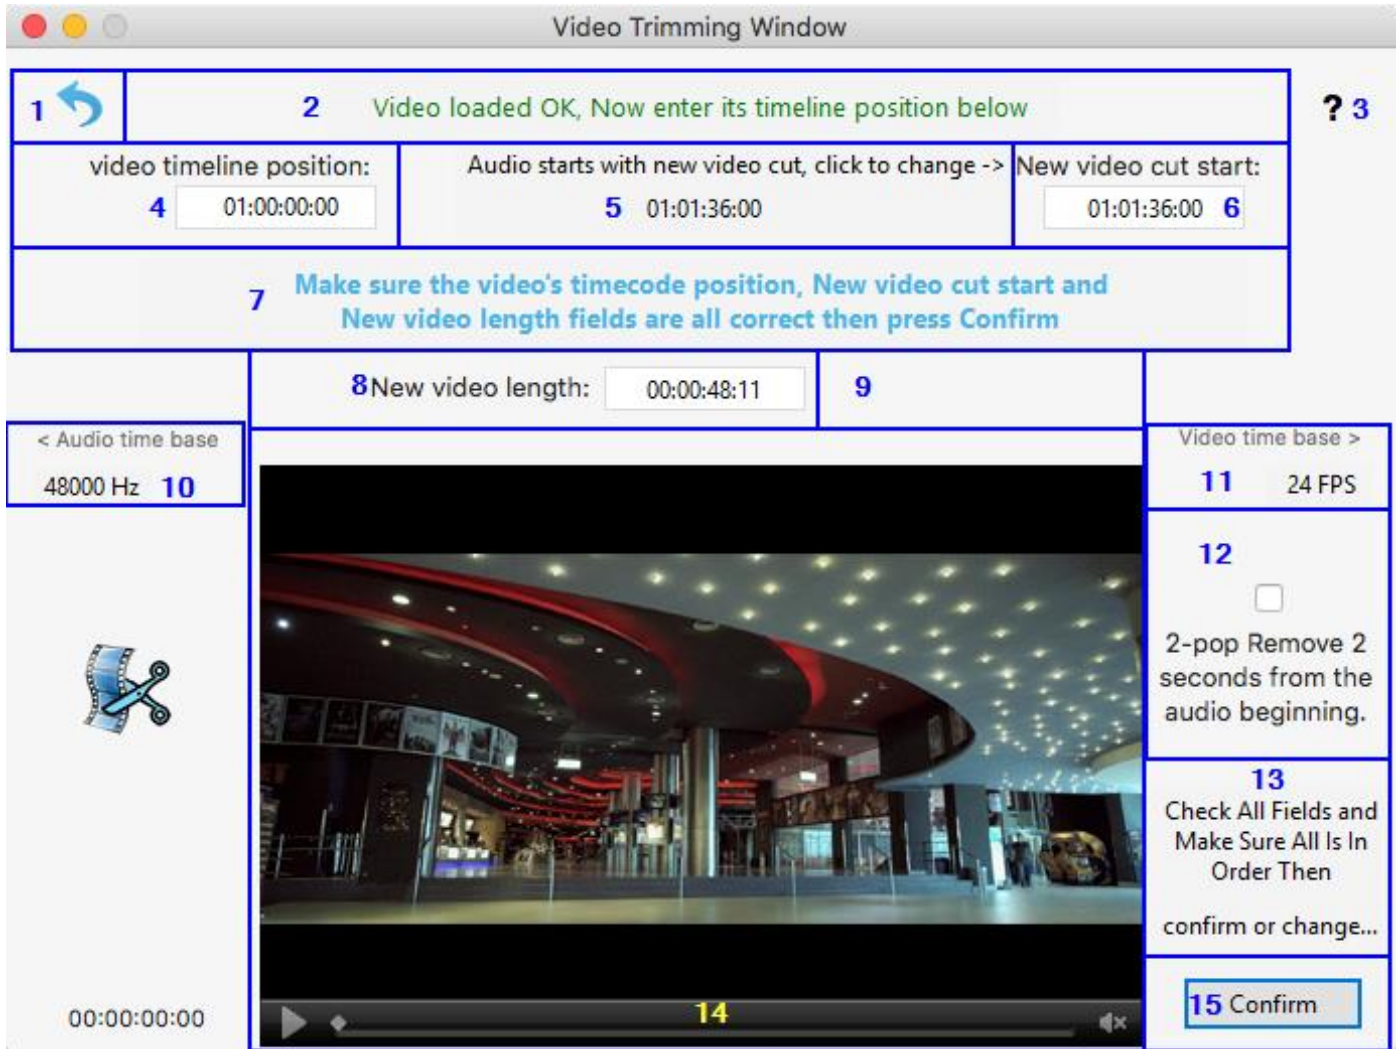 Video Trimming Window
1
2 Video loaded OK, Now enter its timeline position below
? 3
video timeline position:
4 01:00:00:00
Audio starts with new video cut, click to change ->
5 01:01:36:00
New video cut start:
01:01:36:00 6
7 Make sure the video's timecode position, New video cut start and
New video length fields are all correct then press Confirm
8 New video length: 00:00:48:11
9
< Audio time base
48000 Hz 10
Video time base >
11 24 FPS
12
2-pop Remove 2
seconds from the
audio beginning.
13
Check All Fields and
Make Sure All Is In
Order Then
confirm or change...
00:00:00:00
14
15 Confirm